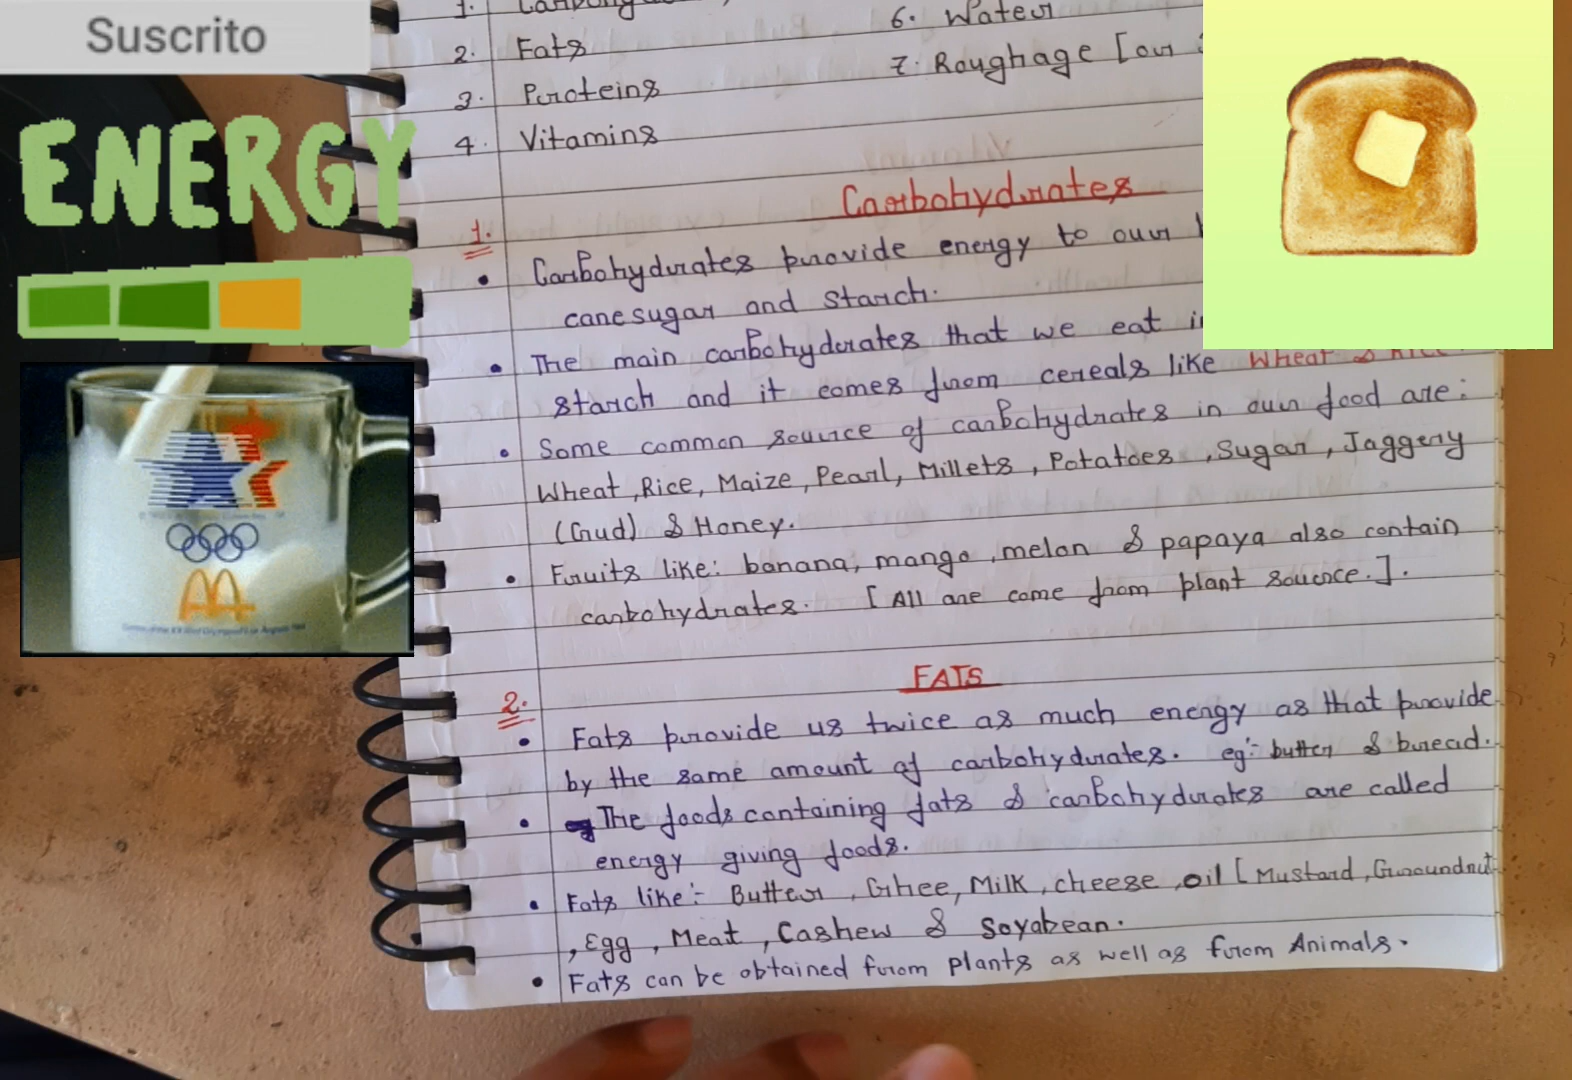 Suscrito
ENERGY
1.
6. Water
2. Fats
7. Roughage [or
3. Proteins
4. Vitamins
Carbohydrates
1.
• Carbohydrates provide energy to our
cane sugar and starch.
• The main carbohydrates that we eat
starch and it comes from cereals like Wheat & Rice.
• Some common source of carbohydrates in our food are:
Wheat, Rice, Maize, Pearl, Millets, Potatoes, Sugar, Jaggery
(Gud) & Honey.
• Fruits like: banana, mango, melon & papaya also contain
carbohydrates. [All are come from plant source.].
FATS
2.
• Fats provide us twice as much energy as that provide
by the same amount of carbohydrates. eg:- butter & bread.
• The foods containing fats & carbohydrates are called
energy giving foods.
• Fats like:- Butter, Ghee, Milk, cheese, oil [Mustard, Groundnut
, Egg, Meat, Cashew & Soyabean.
• Fats can be obtained from plants as well as from Animals.